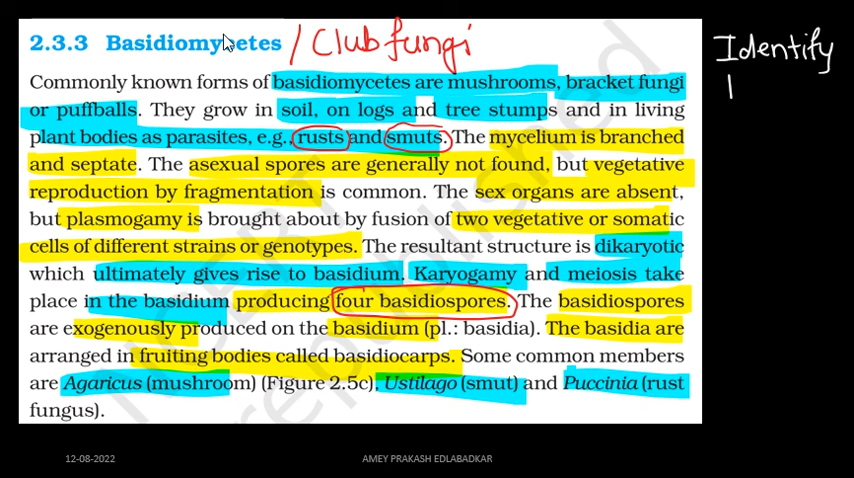 2.3.3 Basidiomycetes / Club fungi
Identify
Commonly known forms of basidiomycetes are mushrooms, bracket fungi
or puffballs. They grow in soil, on logs and tree stumps and in living
plant bodies as parasites, e.g., rusts and smuts. The mycelium is branched
and septate. The asexual spores are generally not found, but vegetative
reproduction by fragmentation is common. The sex organs are absent,
but plasmogamy is brought about by fusion of two vegetative or somatic
cells of different strains or genotypes. The resultant structure is dikaryotic
which ultimately gives rise to basidium. Karyogamy and meiosis take
place in the basidium producing four basidiospores. The basidiospores
are exogenously produced on the basidium (pl.: basidia). The basidia are
arranged in fruiting bodies called basidiocarps. Some common members
are Agaricus (mushroom) (Figure 2.5c), Ustilago (smut) and Puccinia (rust
fungus).
12-08-2022
AMEY PRAKASH EDLABADKAR